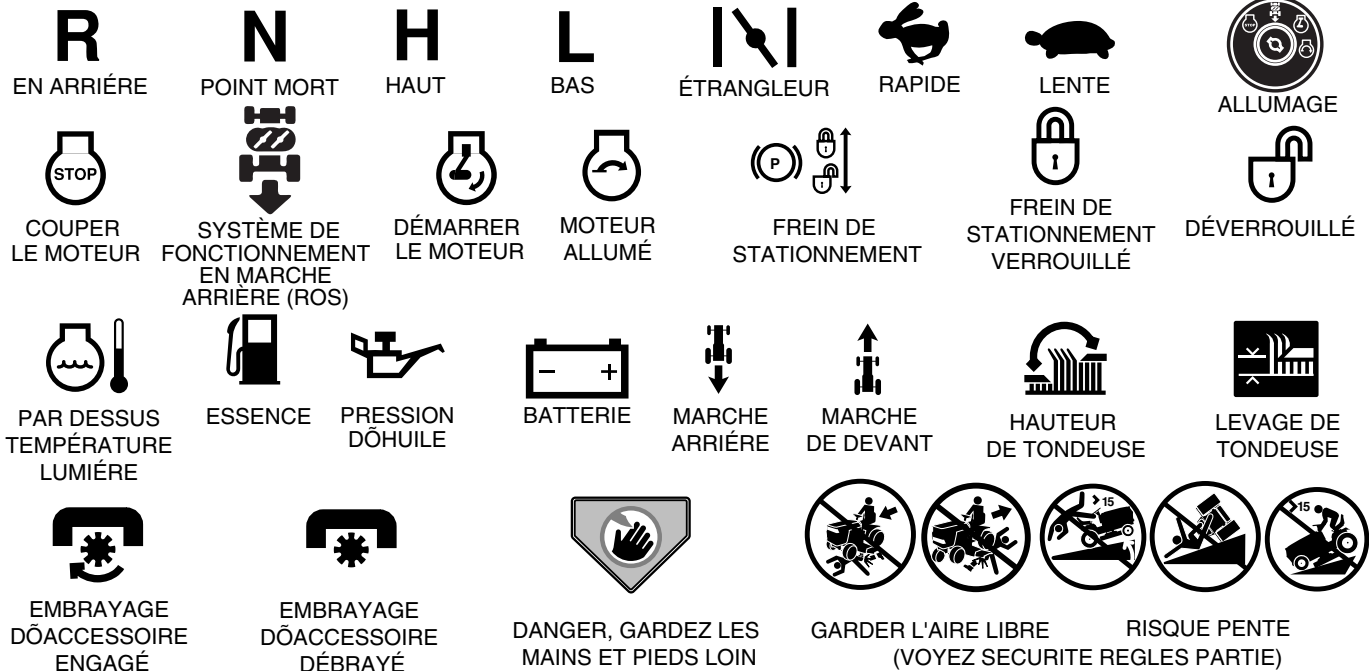 R
EN ARRIÉRE
N
POINT MORT
H
HAUT
L
BAS
ÉTRANGLEUR
RAPIDE
LENTE
STOP
ALLUMAGE
STOP
COUPER
LE MOTEUR
SYSTÈME DE
FONCTIONNEMENT
EN MARCHE
ARRIÈRE (ROS)
DÉMARRER
LE MOTEUR
MOTEUR
ALLUMÉ
P
FREIN DE
STATIONNEMENT
FREIN DE
STATIONNEMENT
VERROUILLÉ
DÉVERROUILLÉ
PAR DESSUS
TEMPÉRATURE
LUMIÉRE
ESSENCE
PRESSION
DÕHUILE
- +
BATTERIE
MARCHE
ARRIÉRE
MARCHE
DE DEVANT
HAUTEUR
DE TONDEUSE
LEVAGE DE
TONDEUSE
EMBRAYAGE
DÕACCESSOIRE
ENGAGÉ
EMBRAYAGE
DÕACCESSOIRE
DÉBRAYÉ
DANGER, GARDEZ LES
MAINS ET PIEDS LOIN
>15
>15
GARDER L'AIRE LIBRE
RISQUE PENTE
(VOYEZ SECURITE REGLES PARTIE)